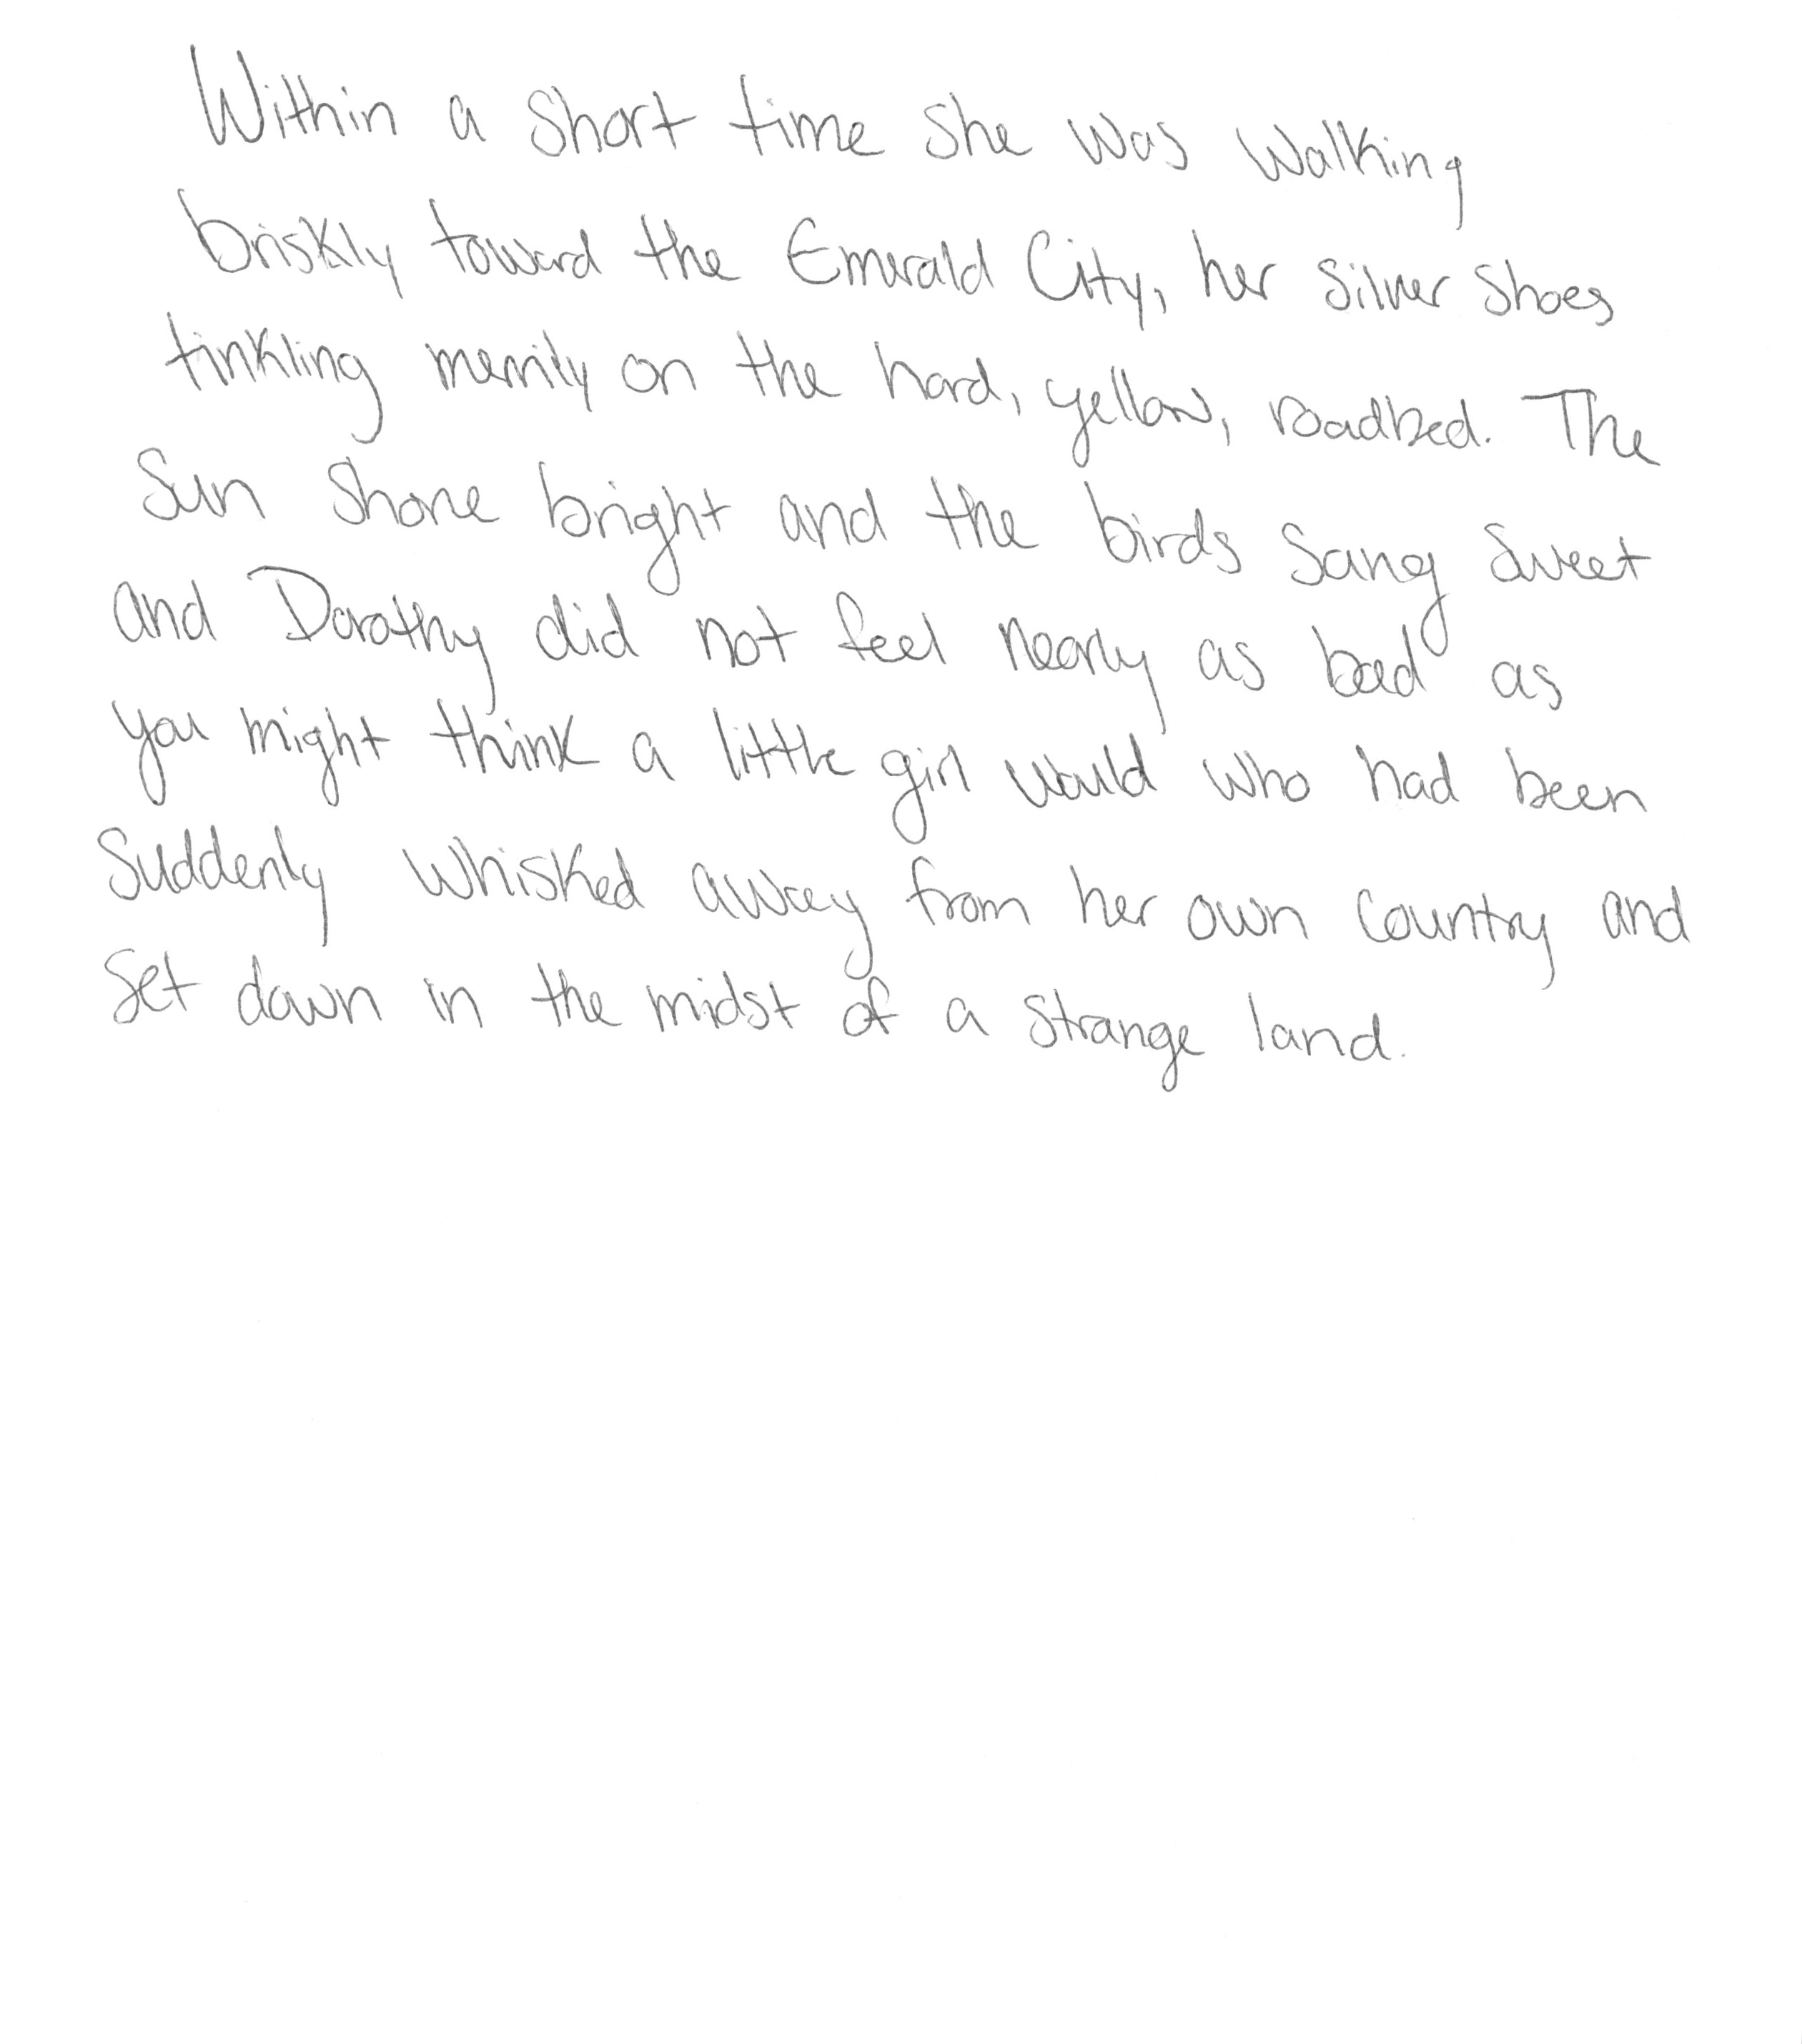 Within a short time she was walking
briskly toward the Emerald City, her silver shoes
tinkling merrily on the hard, yellow, roadbed. The
sun shone bright and the birds sang sweet
and Dorothy did not feel nearly as bad as
you might think a little girl would who had been
suddenly whisked away from her own country and
set down in the midst of a strange land.